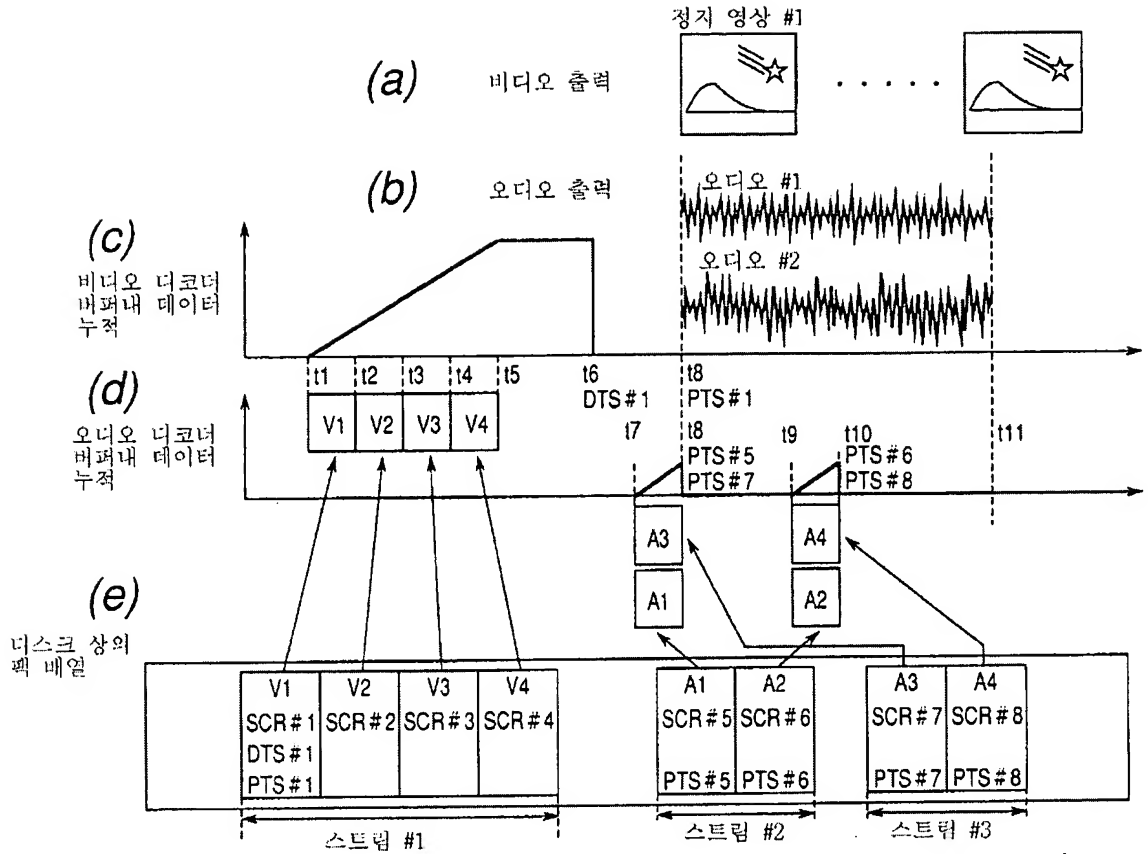 정지 영상 #1
(a) 비디오 출력
(b) 오디오 출력
오디오 #1
오디오 #2
(c)
비디오 디코더
버퍼내 데이터
누적
t1 t2 t3 t4 t5 t6 t8
DTS#1 PTS#1
(d)
오디오 디코더
버퍼내 데이터
누적
V1 V2 V3 V4
t7 t8 t9 t10 t11
PTS#5 PTS#6
PTS#7 PTS#8
A3 A4
A1 A2
(e)
디스크 상의
팩 배열
V1 V2 V3 V4 A1 A2 A3 A4
SCR#1 SCR#2 SCR#3 SCR#4 SCR#5 SCR#6 SCR#7 SCR#8
DTS#1
PTS#1 PTS#5 PTS#6 PTS#7 PTS#8
스트림 #1 스트림 #2 스트림 #3